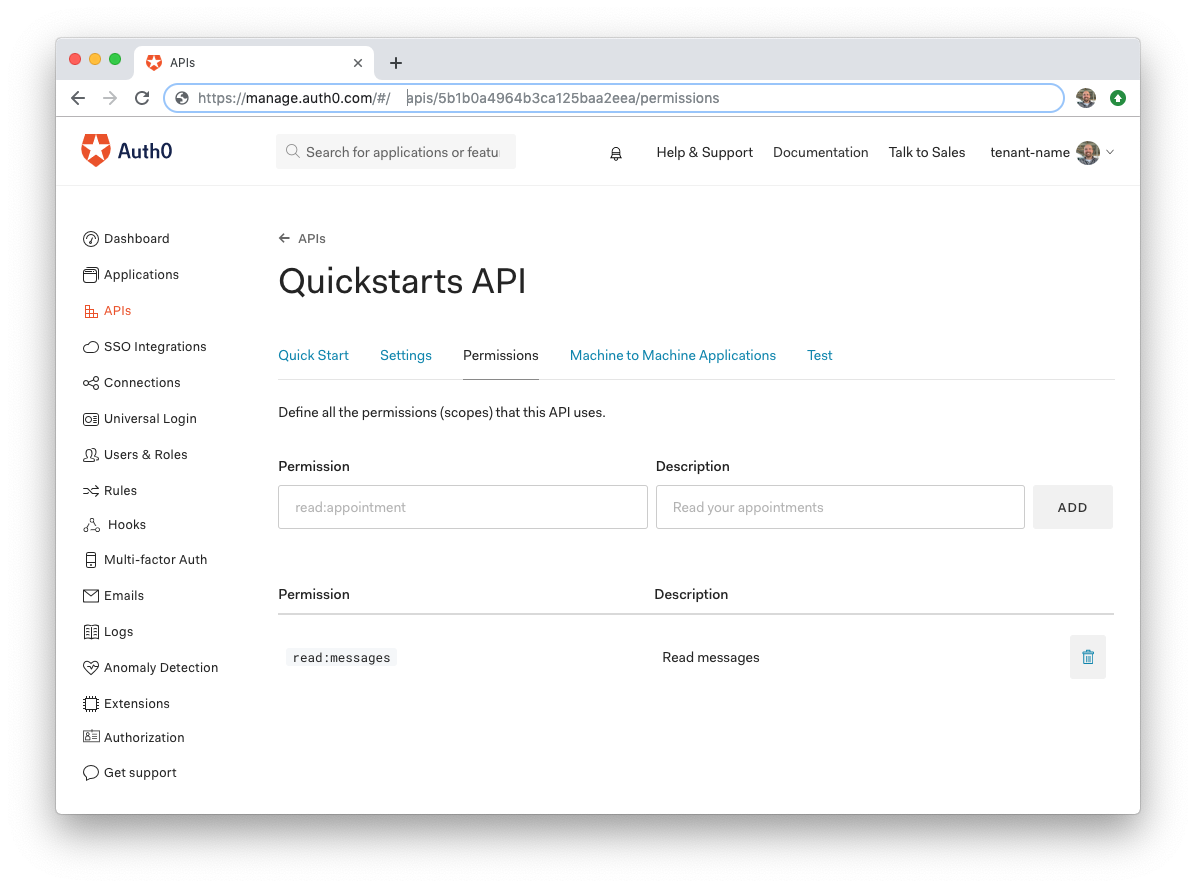 APIs
https://manage.auth0.com/#/ apis/5b1b0a4964b3ca125baa2eea/permissions
Auth0
Search for applications or featu
Help & Support
Documentation
Talk to Sales
tenant-name
Dashboard
Applications
APIs
SSO Integrations
Connections
Universal Login
Users & Roles
Rules
Hooks
Multi-factor Auth
Emails
Logs
Anomaly Detection
Extensions
Authorization
Get support
APIs
Quickstarts API
Quick Start
Settings
Permissions
Machine to Machine Applications
Test
Define all the permissions (scopes) that this API uses.
Permission
Description
read:appointment
Read your appointments
ADD
Permission
Description
read:messages
Read messages